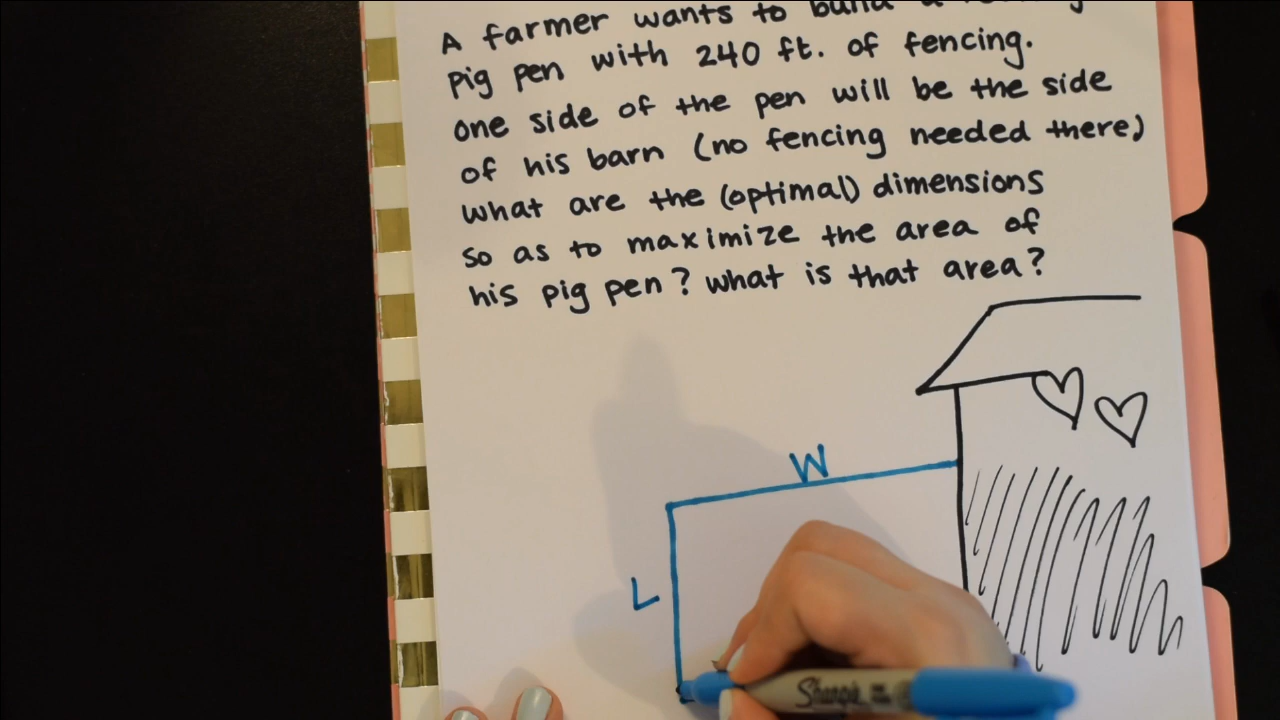 A farmer wants to build a
pig pen with 240 ft. of fencing.
one side of the pen will be the side
of his barn (no fencing needed there)
what are the (optimal) dimensions
so as to maximize the area of
his pig pen? what is that area?
W
L
Sharpie